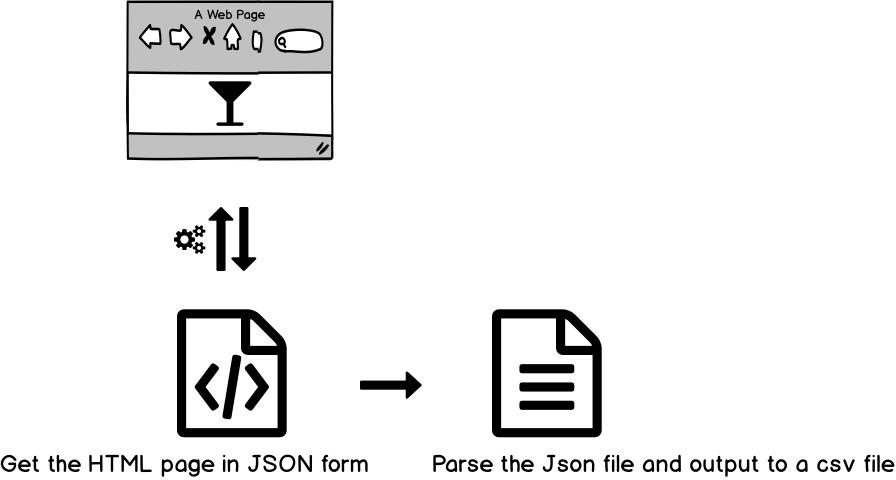 A Web Page
Get the HTML page in JSON form
Parse the Json file and output to a csv file